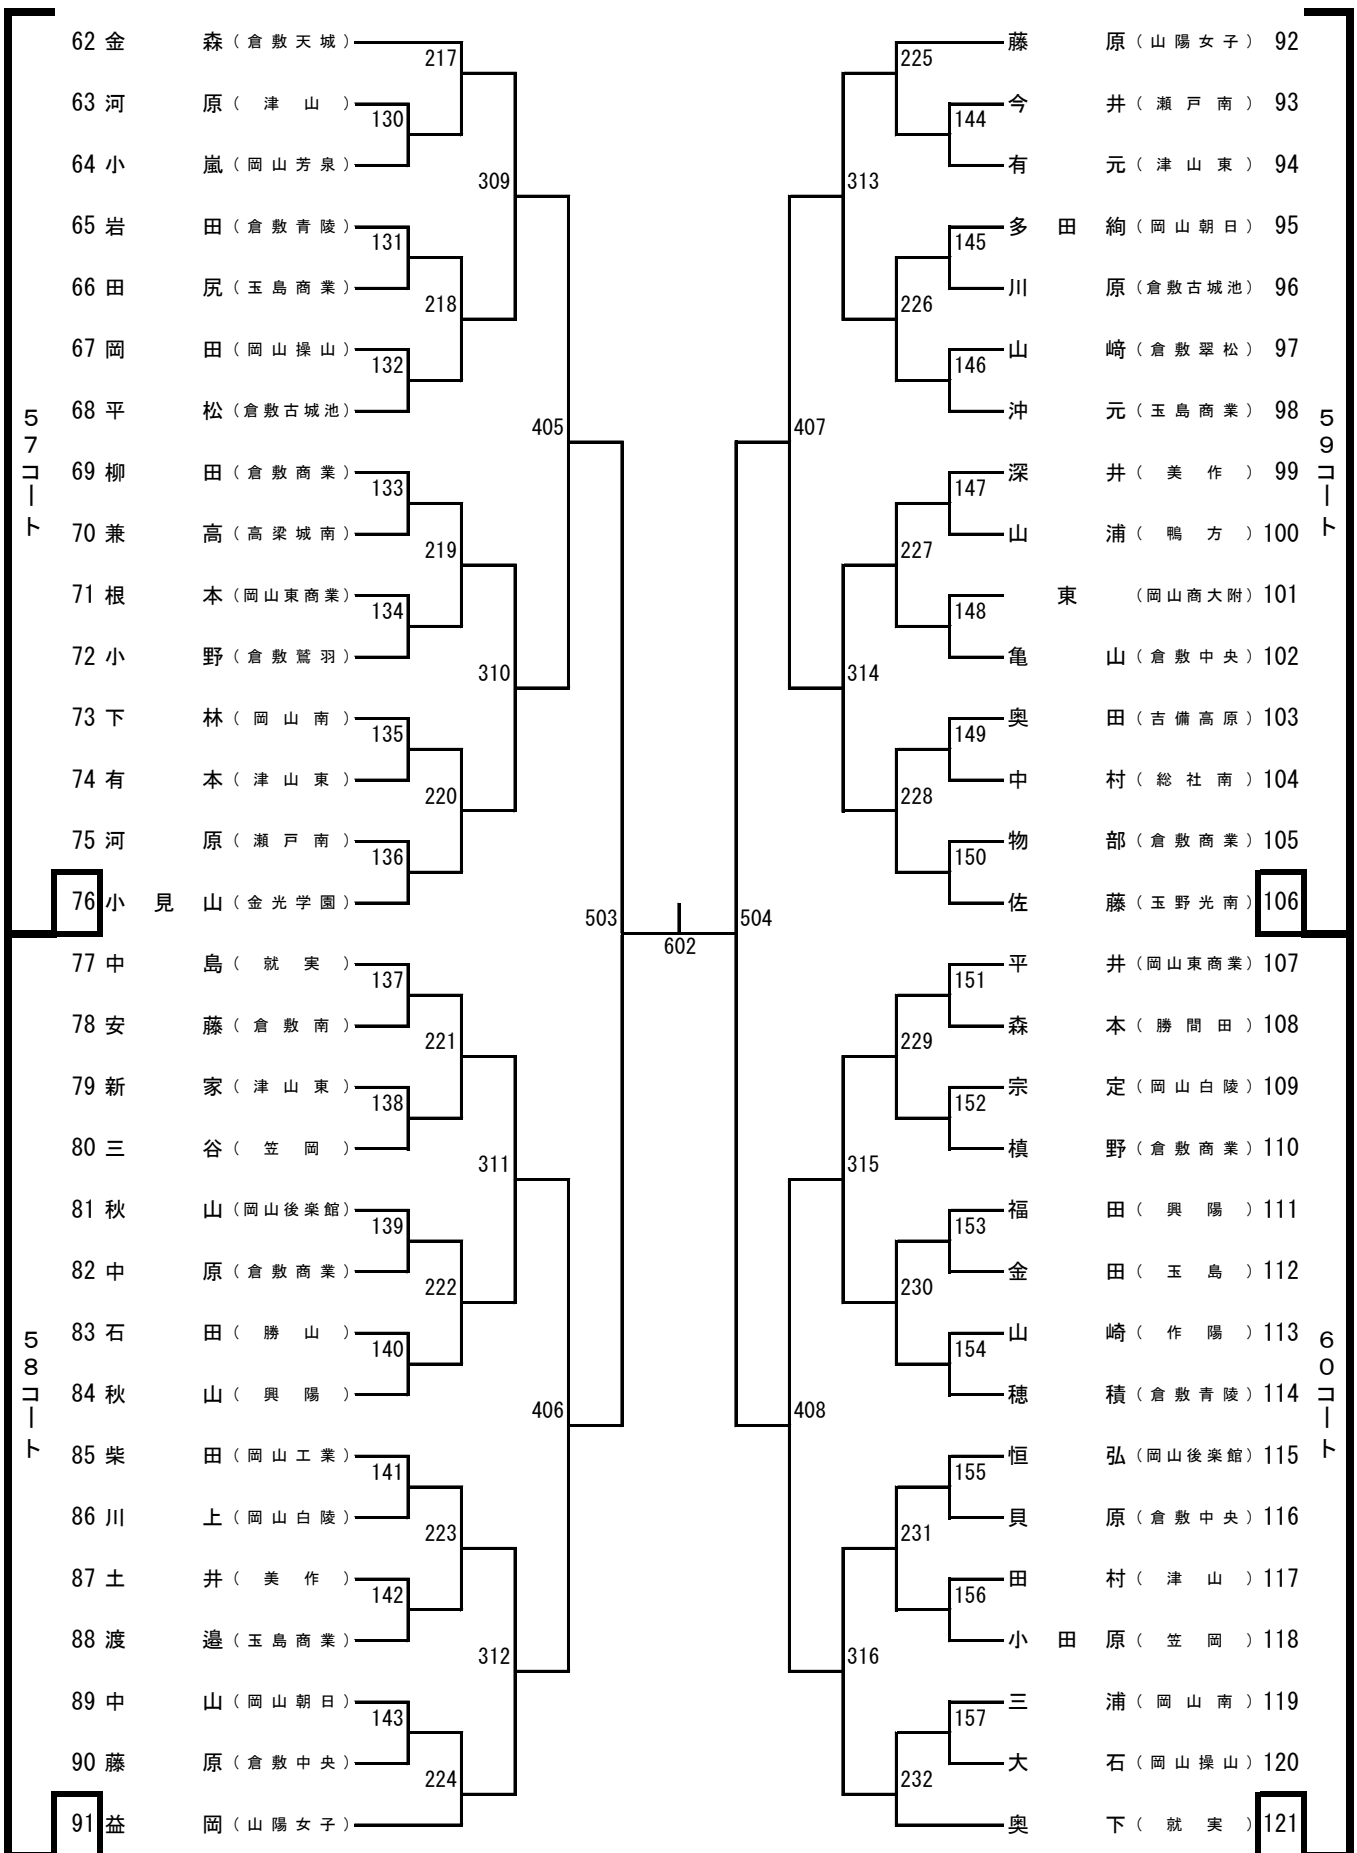 57コート
62 金森（倉敷天城）
217
63 河原（津山）
130
64 小嵐（岡山芳泉）
309
65 岩田（倉敷青陵）
131
66 田尻（玉島商業）
218
67 岡田（岡山操山）
132
68 平松（倉敷古城池）
405
69 柳田（倉敷商業）
133
70 兼高（高梁城南）
219
71 根本（岡山東商業）
134
72 小野（倉敷鷲羽）
310
73 下林（岡山南）
135
74 有本（津山東）
220
75 河原（瀬戸南）
136
76 小見山（金光学園）
503
58コート
77 中島（就実）
137
78 安藤（倉敷南）
221
79 新家（津山東）
138
80 三谷（笠岡）
311
81 秋山（岡山後楽館）
139
82 中原（倉敷商業）
222
83 石田（勝山）
140
84 秋山（興陽）
406
85 柴田（岡山工業）
141
86 川上（岡山白陵）
223
87 土井（美作）
142
88 渡邉（玉島商業）
312
89 中山（岡山朝日）
143
90 藤原（倉敷中央）
224
91 益岡（山陽女子）
602
59コート
藤原（山陽女子） 92
225
今井（瀬戸南） 93
144
有元（津山東） 94
313
多田絢（岡山朝日） 95
145
川原（倉敷古城池） 96
226
山﨑（倉敷翠松） 97
146
沖元（玉島商業） 98
407
深井（美作） 99
147
山浦（鴨方） 100
227
東（岡山商大附） 101
148
亀山（倉敷中央） 102
314
奥田（吉備高原） 103
149
中村（総社南） 104
228
物部（倉敷商業） 105
150
佐藤（玉野光南） 106
504
60コート
平井（岡山東商業） 107
151
森本（勝間田） 108
229
宗定（岡山白陵） 109
152
槙野（倉敷商業） 110
315
福田（興陽） 111
153
金田（玉島） 112
230
山崎（作陽） 113
154
穂積（倉敷青陵） 114
408
恒弘（岡山後楽館） 115
155
貝原（倉敷中央） 116
231
田村（津山） 117
156
小田原（笠岡） 118
316
三浦（岡山南） 119
157
大石（岡山操山） 120
232
奥下（就実） 121